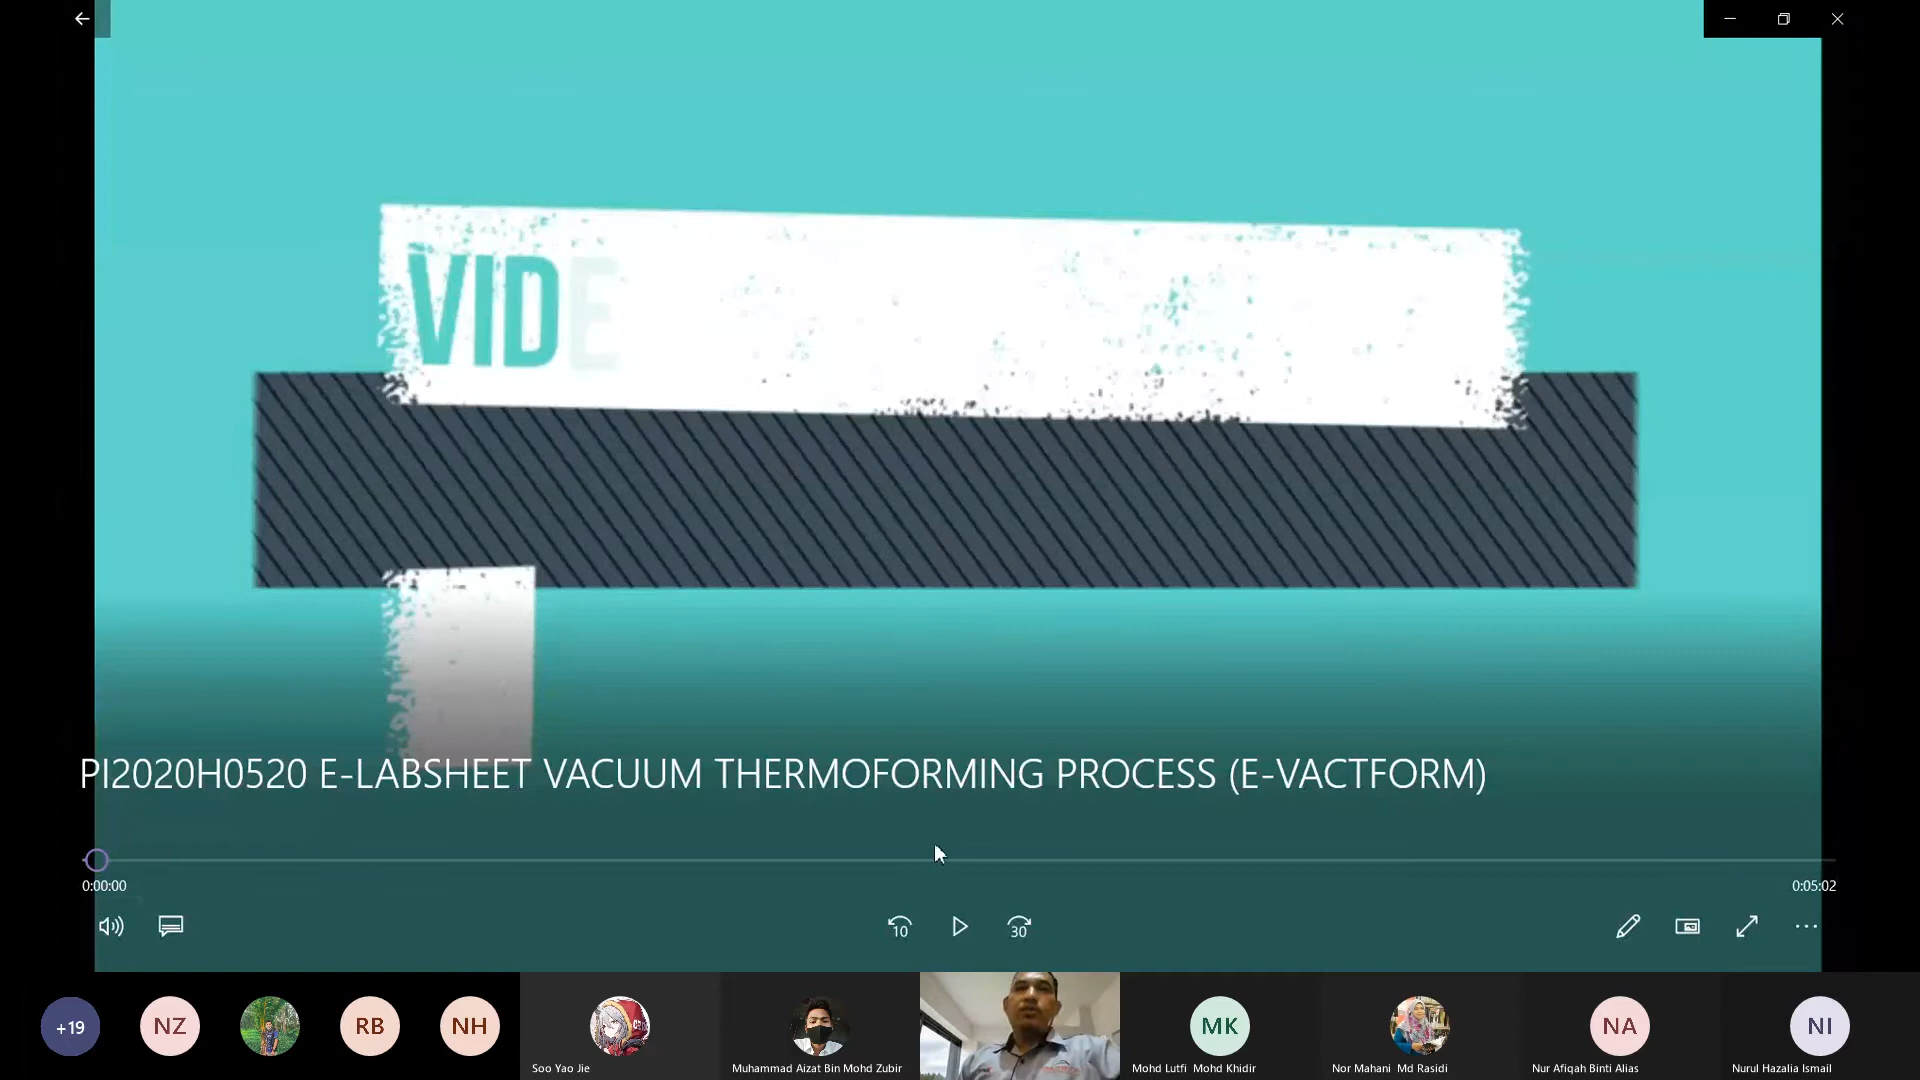 VIDE
PI2020H0520 E-LABSHEET VACUUM THERMOFORMING PROCESS (E-VACTFORM)
0:00:00
0:05:02
10
30
+19
NZ
RB
NH
MK
NA
NI
Soo Yao Jie
Muhammad Aizat Bin Mohd Zubir
Mohd Lutfi Mohd Khidir
Nor Mahani Md Rasidi
Nur Afiqah Binti Alias
Nurul Hazalia Ismail